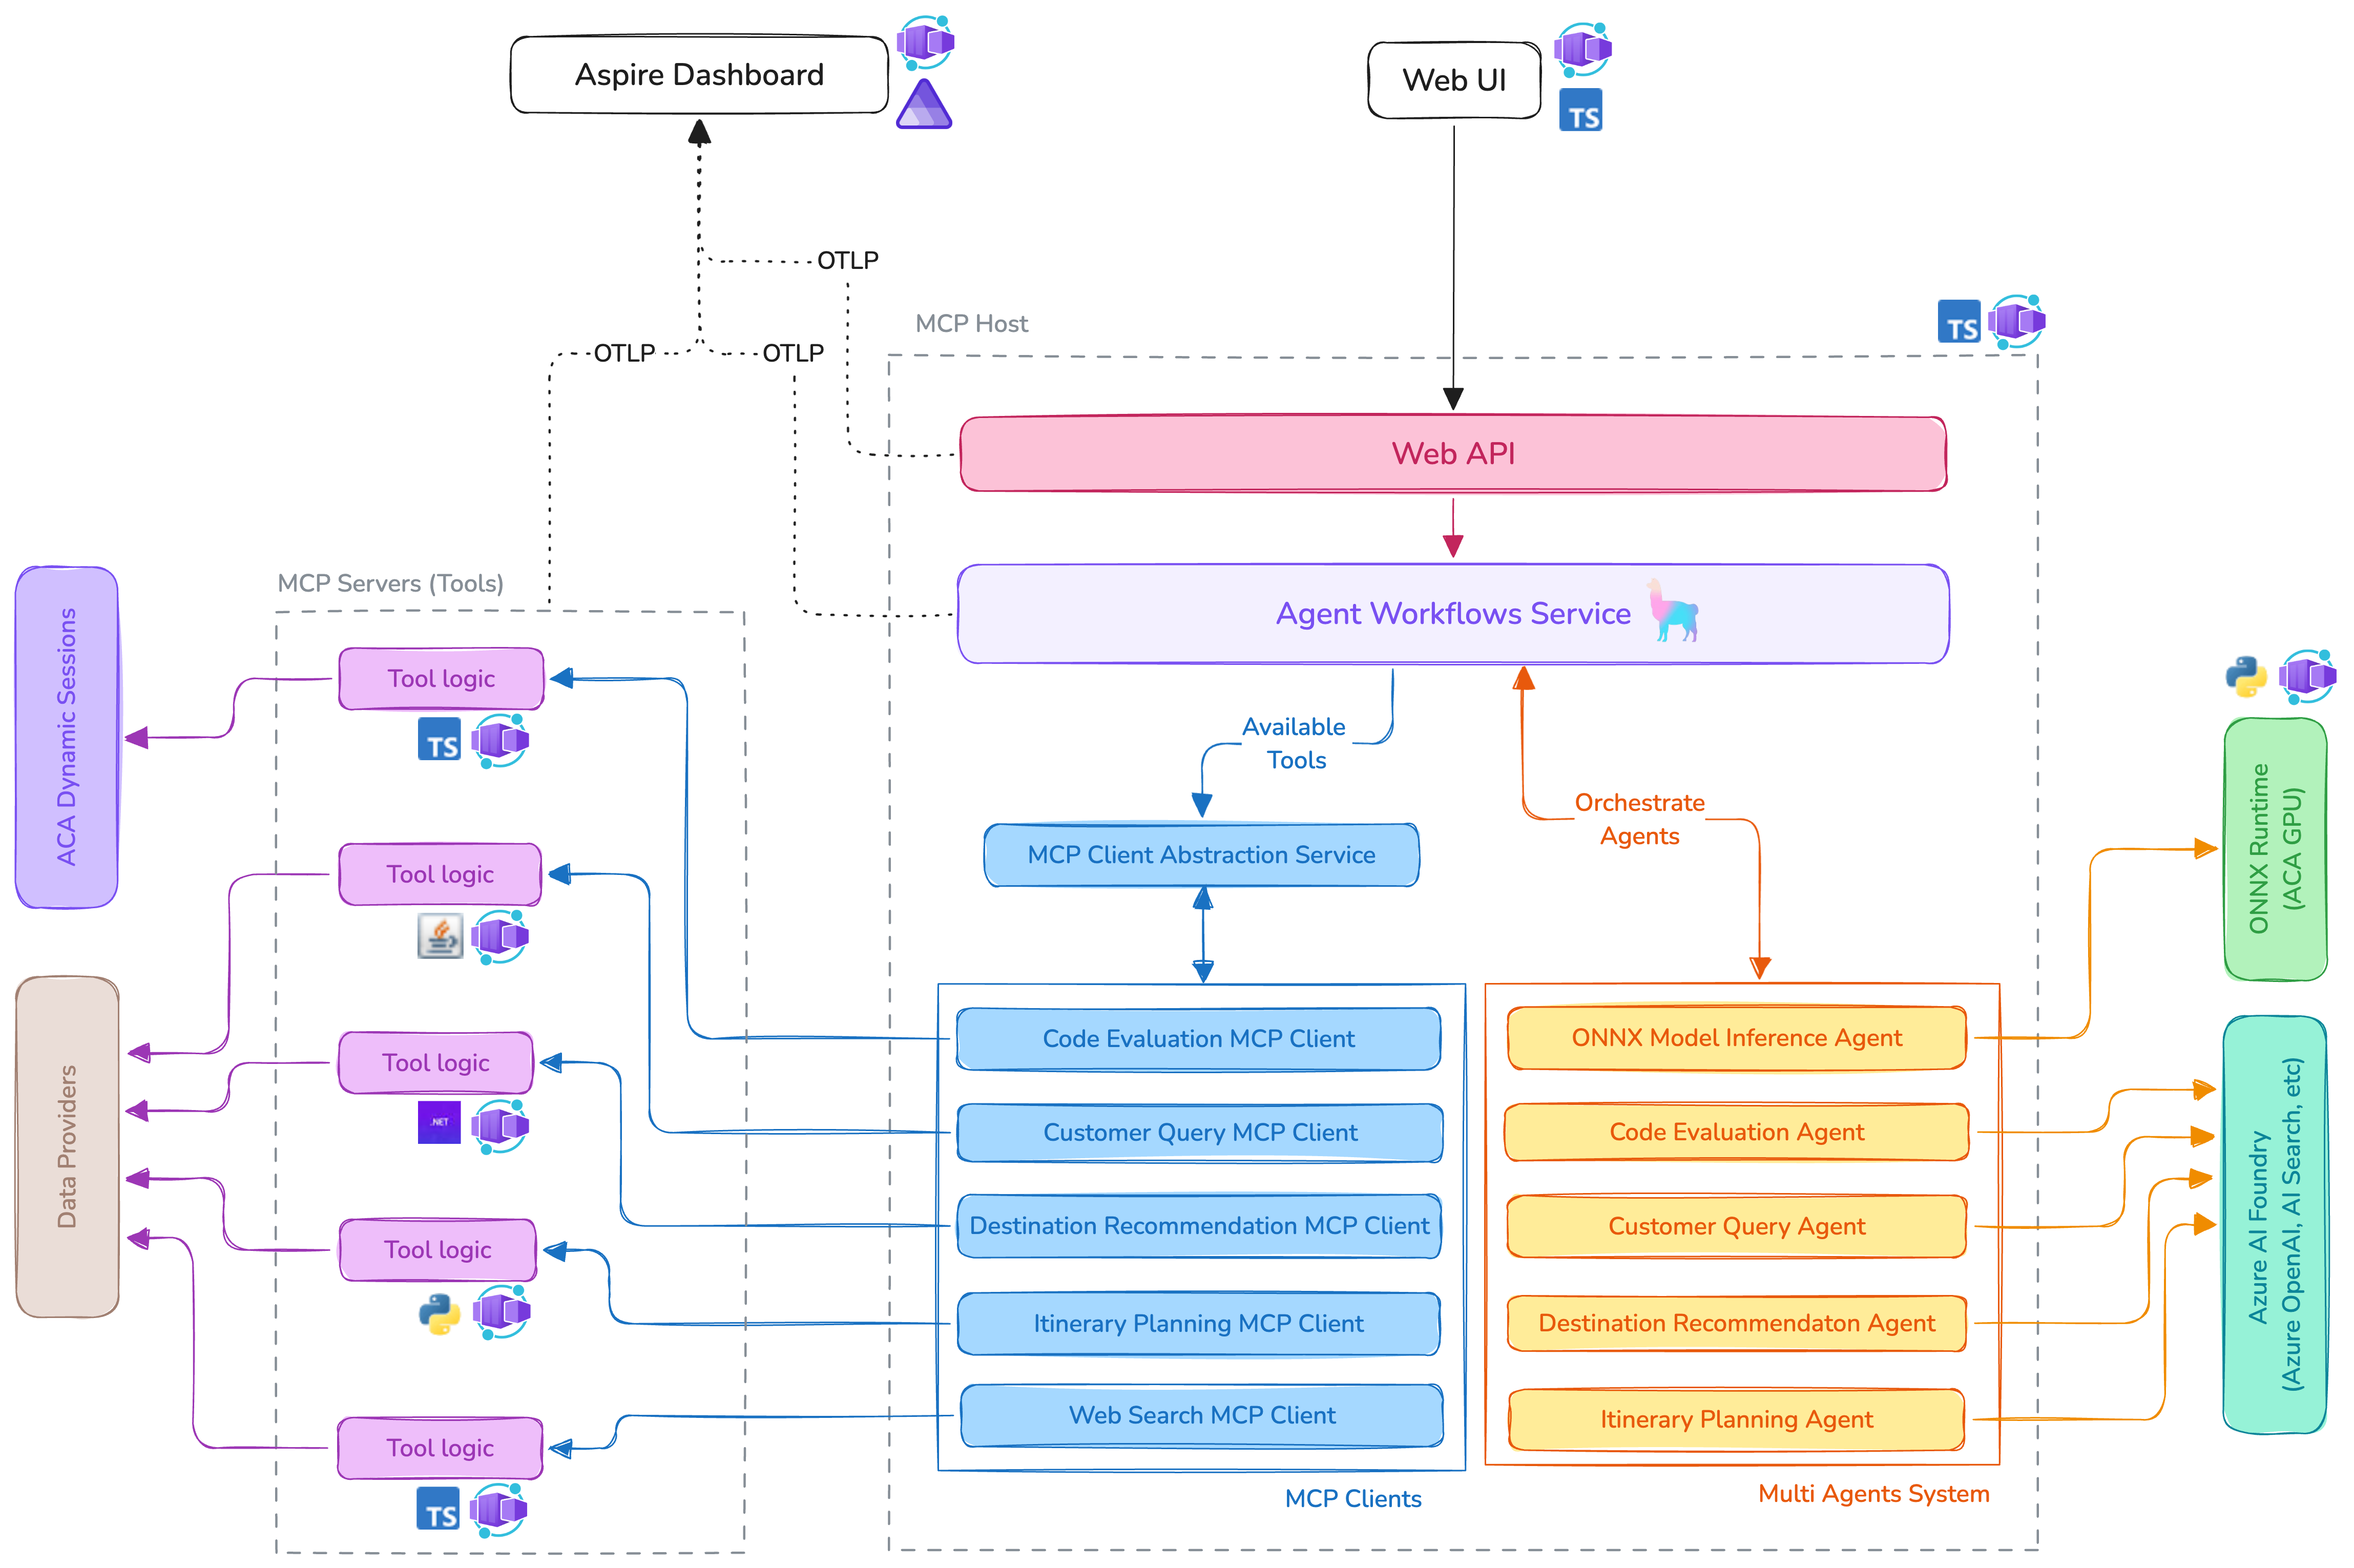 Aspire Dashboard
Web UI
TS
OTLP
MCP Host
TS
OTLP
OTLP
Web API
MCP Servers (Tools)
Agent Workflows Service
ACA Dynamic Sessions
Tool logic
TS
Available
Tools
Orchestrate
Agents
ONNX Runtime
(ACA GPU)
MCP Client Abstraction Service
Tool logic
Data Providers
Tool logic
.NET
Tool logic
Tool logic
TS
Code Evaluation MCP Client
Customer Query MCP Client
Destination Recommendation MCP Client
Itinerary Planning MCP Client
Web Search MCP Client
MCP Clients
ONNX Model Inference Agent
Code Evaluation Agent
Customer Query Agent
Destination Recommendaton Agent
Itinerary Planning Agent
Multi Agents System
Azure AI Foundry
(Azure OpenAI, AI Search, etc)